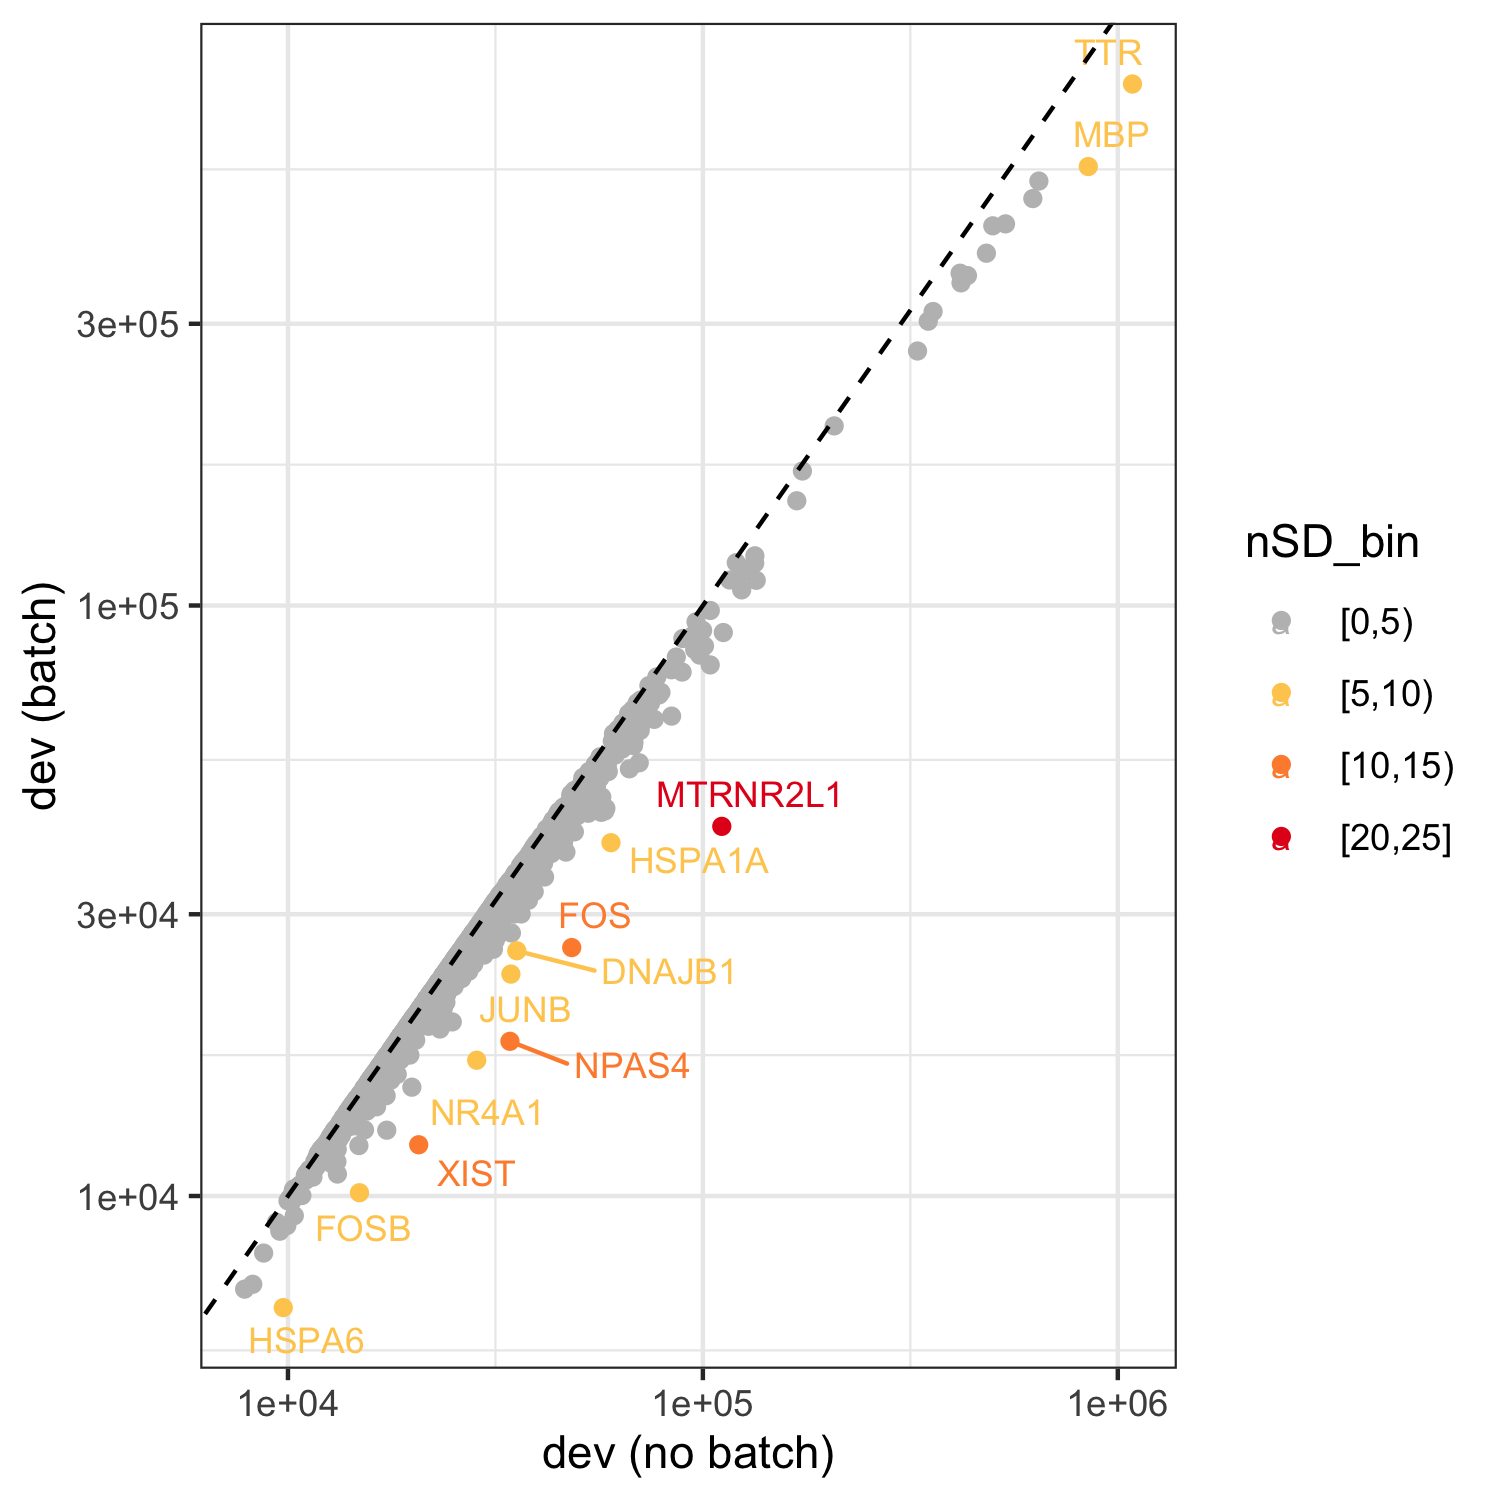 TTR
MBP
3e+05
nSD_bin
1e+05
a [0,5)
dev (batch)
a [5,10)
a [10,15)
MTRNR2L1
a [20,25]
HSPA1A
3e+04
FOS
DNAJB1
JUNB
NPAS4
NR4A1
XIST
1e+04
FOSB
HSPA6
1e+04 1e+05 1e+06
dev (no batch)